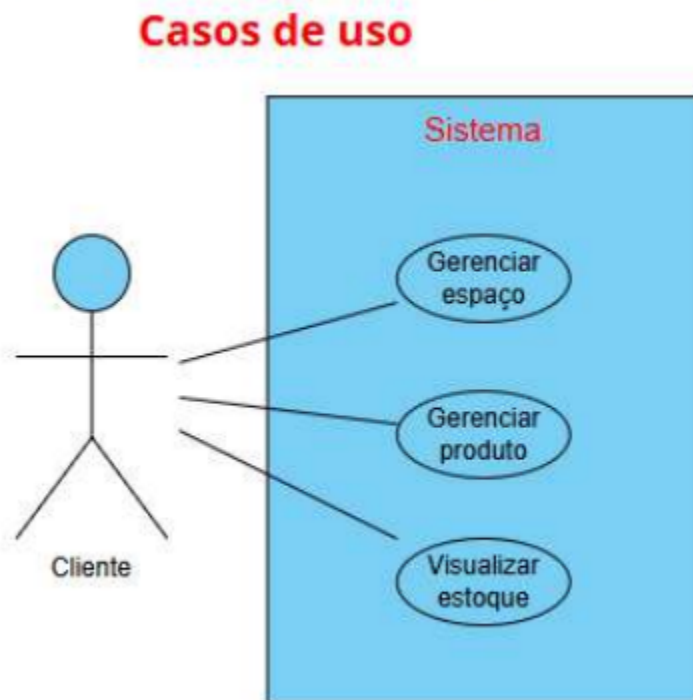 Casos de uso
Sistema
Gerenciar
espaço
Gerenciar
produto
Visualizar
estoque
Cliente